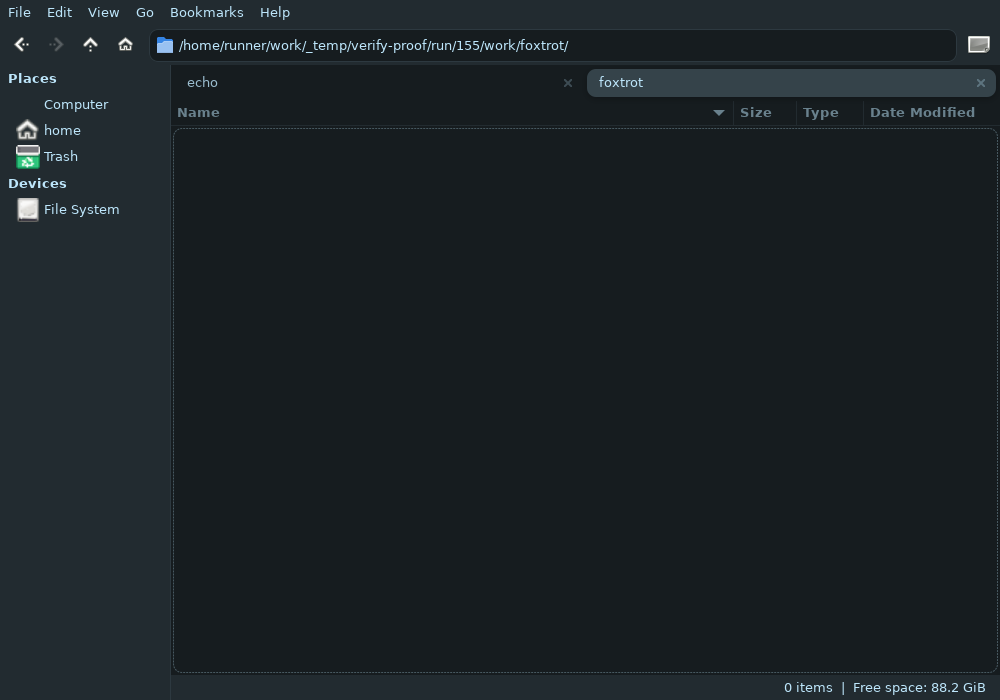 File Edit View Go Bookmarks Help
/home/runner/work/_temp/verify-proof/run/155/work/foxtrot/
Places
Computer
home
Trash
Devices
File System
echo
foxtrot
Name Size Type Date Modified
0 items | Free space: 88.2 GiB